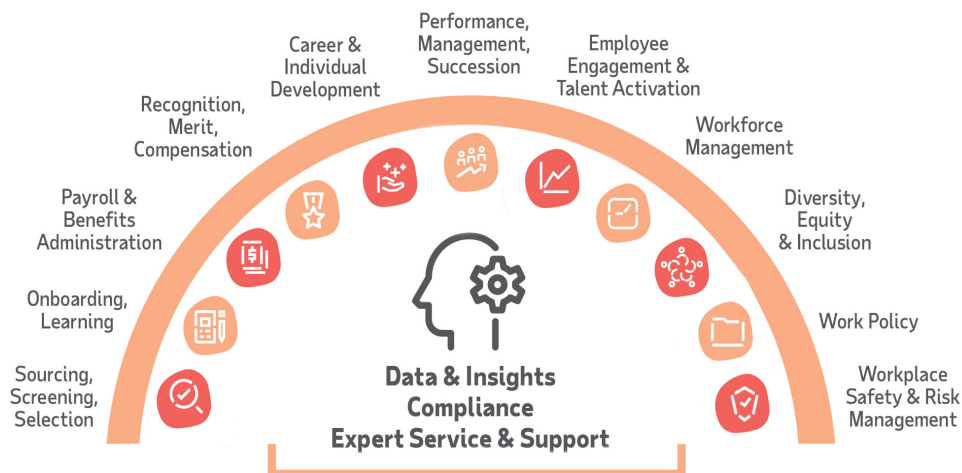 Performance,
Management,
Succession
Career &
Individual
Development
Employee
Engagement &
Talent Activation
Recognition,
Merit,
Compensation
Workforce
Management
Payroll &
Benefits
Administration
Diversity,
Equity
& Inclusion
Onboarding,
Learning
Work Policy
Sourcing,
Screening,
Selection
Workplace
Safety & Risk
Management
$
Data & Insights
Compliance
Expert Service & Support